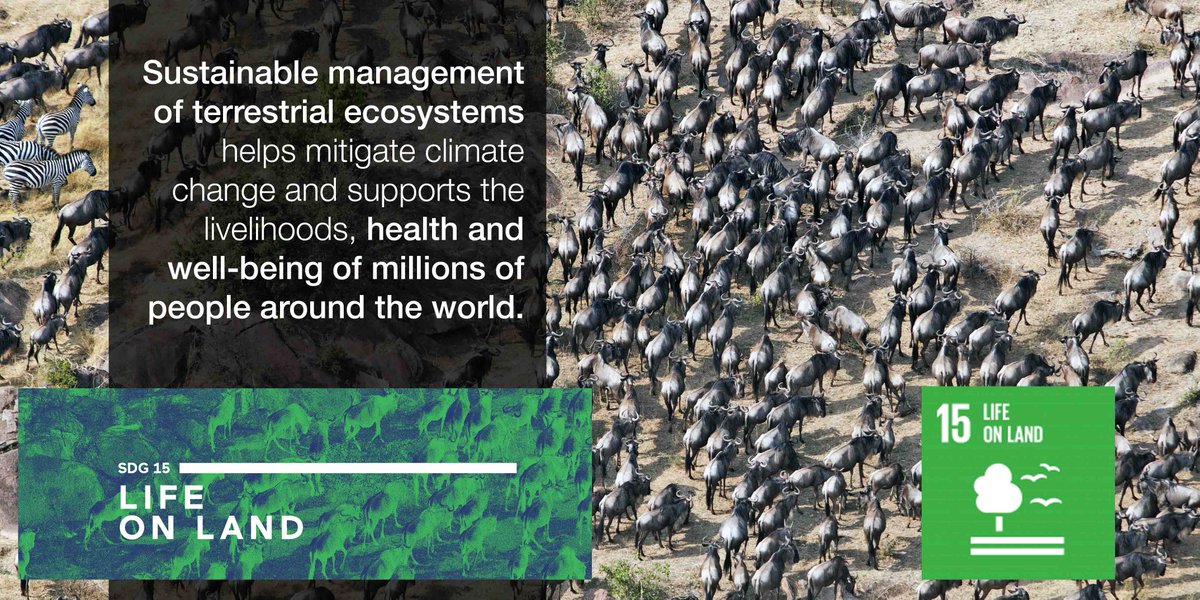 Sustainable management
of terrestrial ecosystems
helps mitigate climate
change and supports the
livelihoods, health and
well-being of millions of
people around the world.
SDG 15
LIFE
ON LAND
15 LIFE
ON LAND